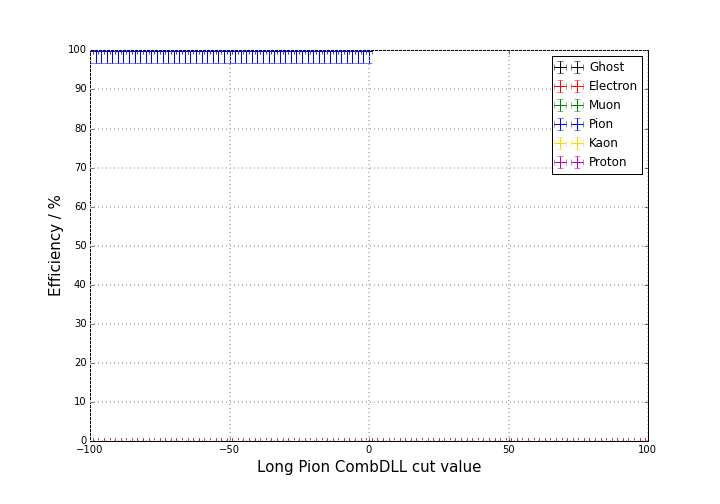 100
90
80
70
60
50
40
30
20
10
0
Efficiency / %
−100
−50
0
50
100
Long Pion CombDLL cut value
Ghost
Electron
Muon
Pion
Kaon
Proton